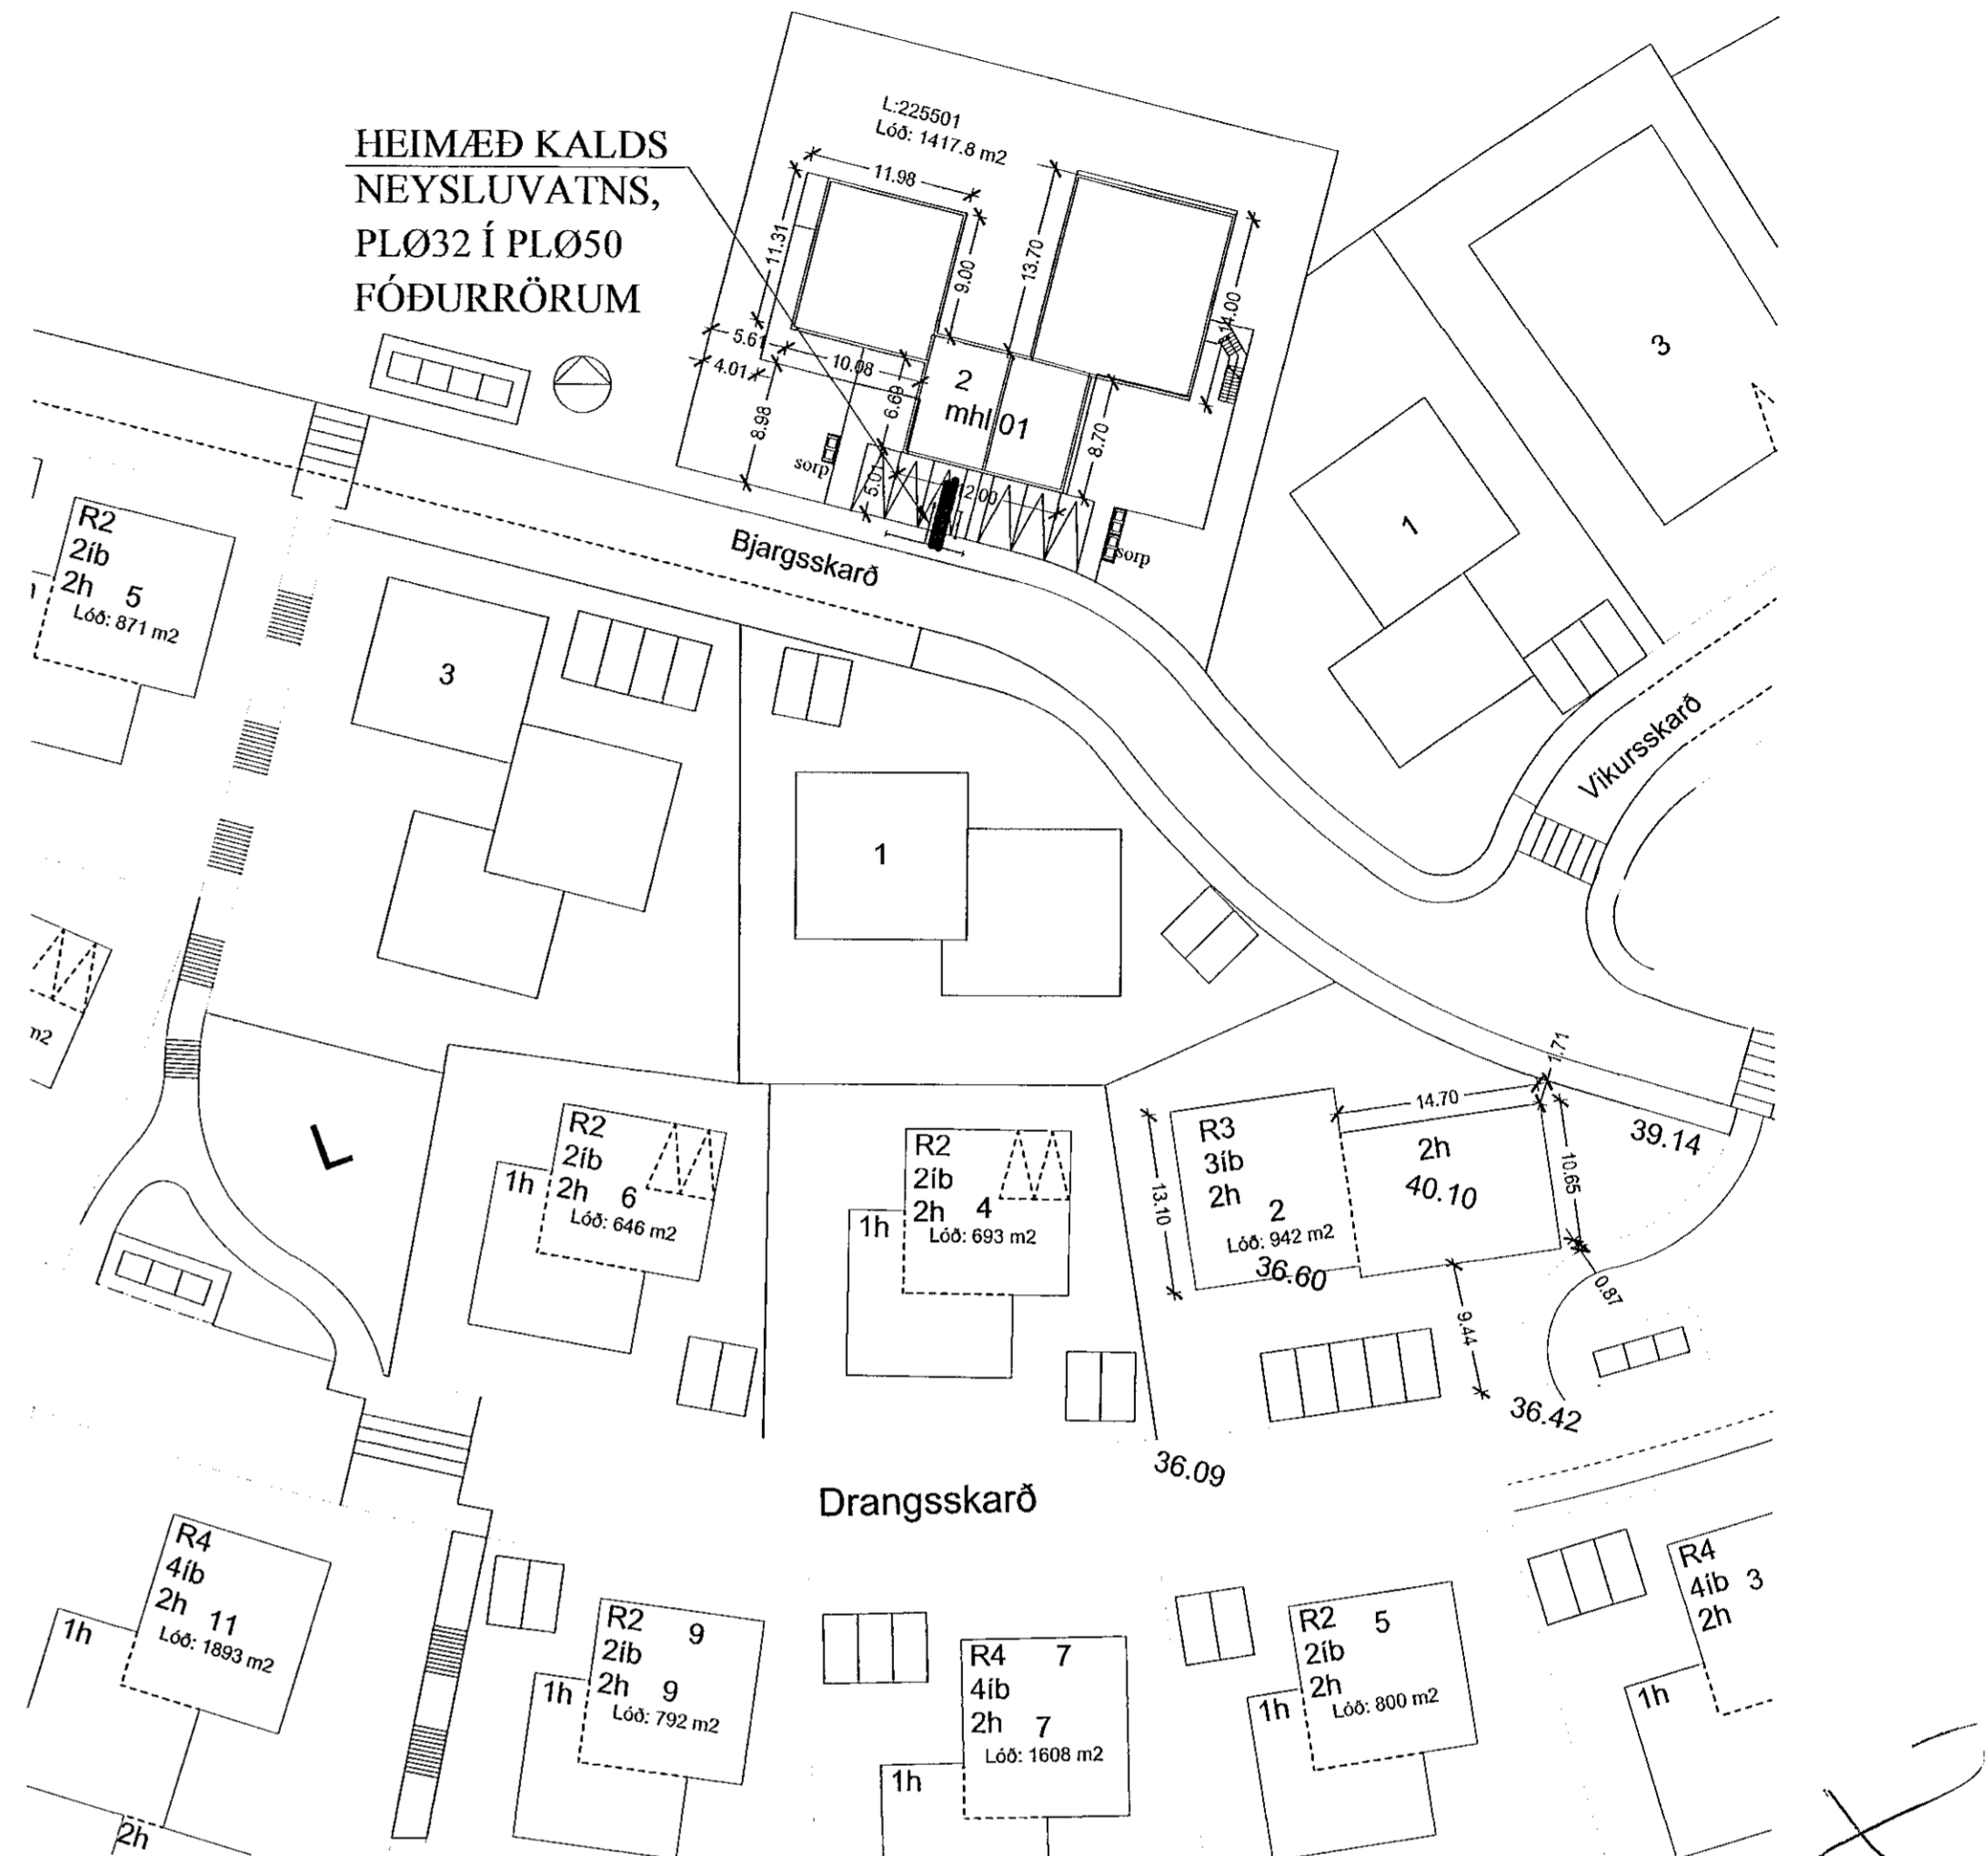 HEIMÆÐ KALDS
NEYSLUVATNS,
PLØ32 Í PLØ50
FÓÐURRÖRUM
L:225501
Lóð: 1417.8 m2
11.98
11.31
9.00
13.70
14.00
5.61
10.08
4.01
6.69
8.98
2
mhl 01
8.70
sorp
5.01
2.00
sorp
Bjargsskarð
3
1
Vikursskarð
R2
2íb
2h 5
Lóð: 871 m2
3
1
m2
R2
2íb
1h
2h 6
Lóð: 646 m2
R2
2íb
2h 4
1h
Lóð: 693 m2
R3
3íb
2h
2
Lóð: 942 m2
36.60
13.10
14.70
1.71
2h
40.10
10.65
39.14
0.87
9.44
36.42
36.09
Drangsskarð
R4
4íb
2h 11
1h
Lóð: 1893 m2
2h
R2 9
2íb
1h
2h 9
Lóð: 792 m2
R4 7
4íb
2h 7
Lóð: 1608 m2
1h
R2 5
2íb
2h
1h
Lóð: 800 m2
R4
4íb 3
2h
1h